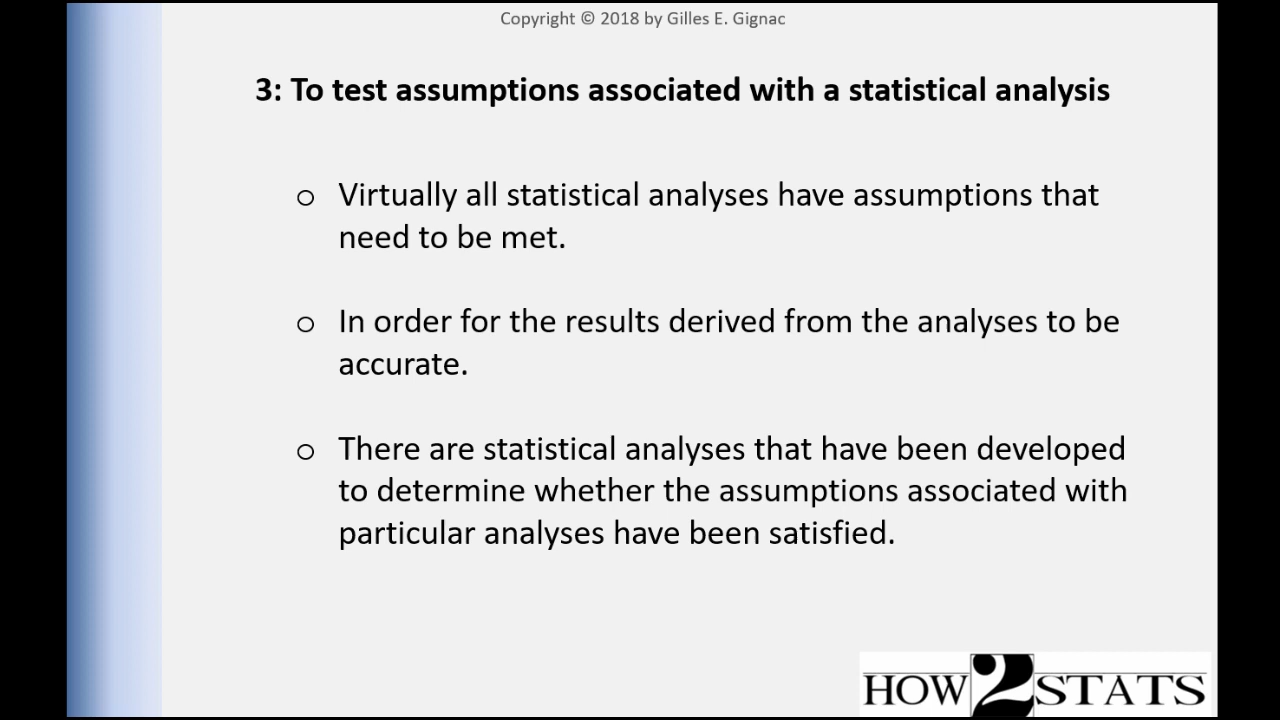 Copyright © 2018 by Gilles E. Gignac
3: To test assumptions associated with a statistical analysis
o Virtually all statistical analyses have assumptions that
need to be met.
o In order for the results derived from the analyses to be
accurate.
o There are statistical analyses that have been developed
to determine whether the assumptions associated with
particular analyses have been satisfied.
HOW2STATS